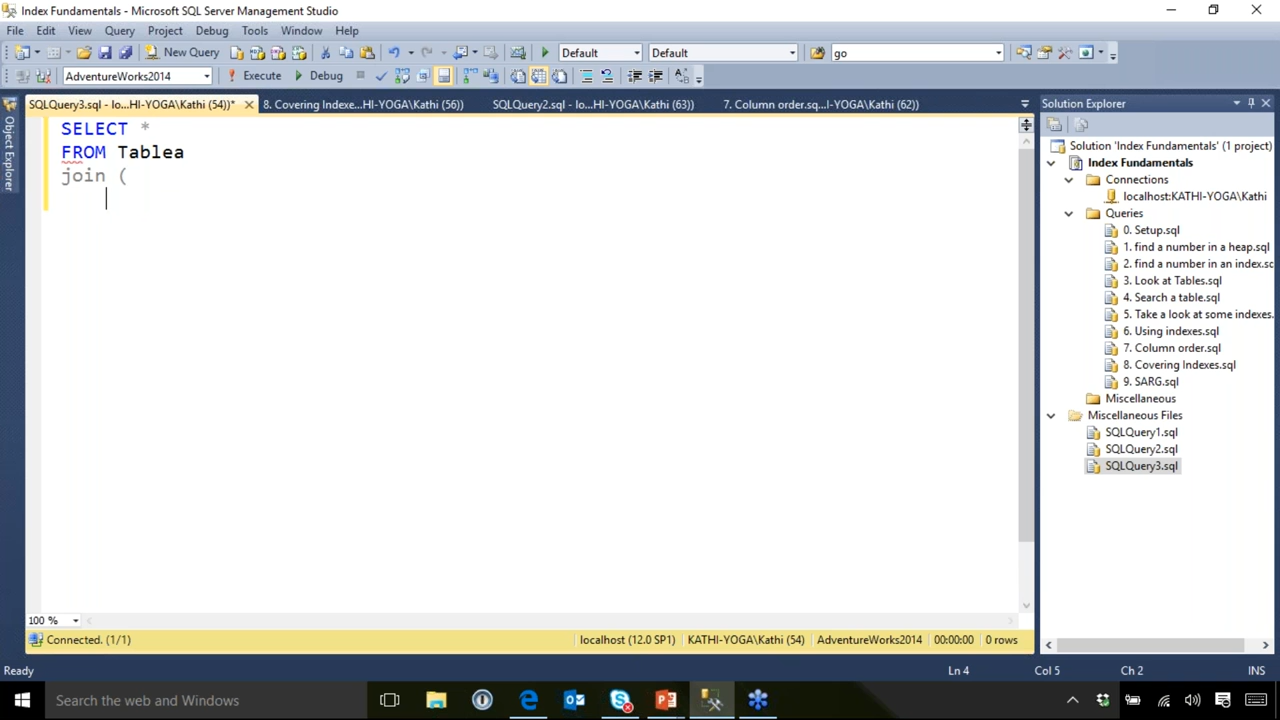 Index Fundamentals - Microsoft SQL Server Management Studio
File Edit View Query Project Debug Tools Window Help
New Query Default Default go
AdventureWorks2014 Execute Debug
SQLQuery3.sql - lo...HI-YOGA\Kathi (54))* 8. Covering Indexe...HI-YOGA\Kathi (56)) SQLQuery2.sql - lo...HI-YOGA\Kathi (63)) 7. Column order.sq...I-YOGA\Kathi (62))
Object Explorer
SELECT *
FROM Tablea
join (
Solution Explorer
Solution 'Index Fundamentals' (1 project)
Index Fundamentals
Connections
localhost:KATHI-YOGA\Kathi
Queries
0. Setup.sql
1. find a number in a heap.sql
2. find a number in an index.sc
3. Look at Tables.sql
4. Search a table.sql
5. Take a look at some indexes.
6. Using indexes.sql
7. Column order.sql
8. Covering Indexes.sql
9. SARG.sql
Miscellaneous
Miscellaneous Files
SQLQuery1.sql
SQLQuery2.sql
SQLQuery3.sql
100 %
Connected. (1/1) localhost (12.0 SP1) KATHI-YOGA\Kathi (54) AdventureWorks2014 00:00:00 0 rows
Ready Ln 4 Col 5 Ch 2 INS
Search the web and Windows